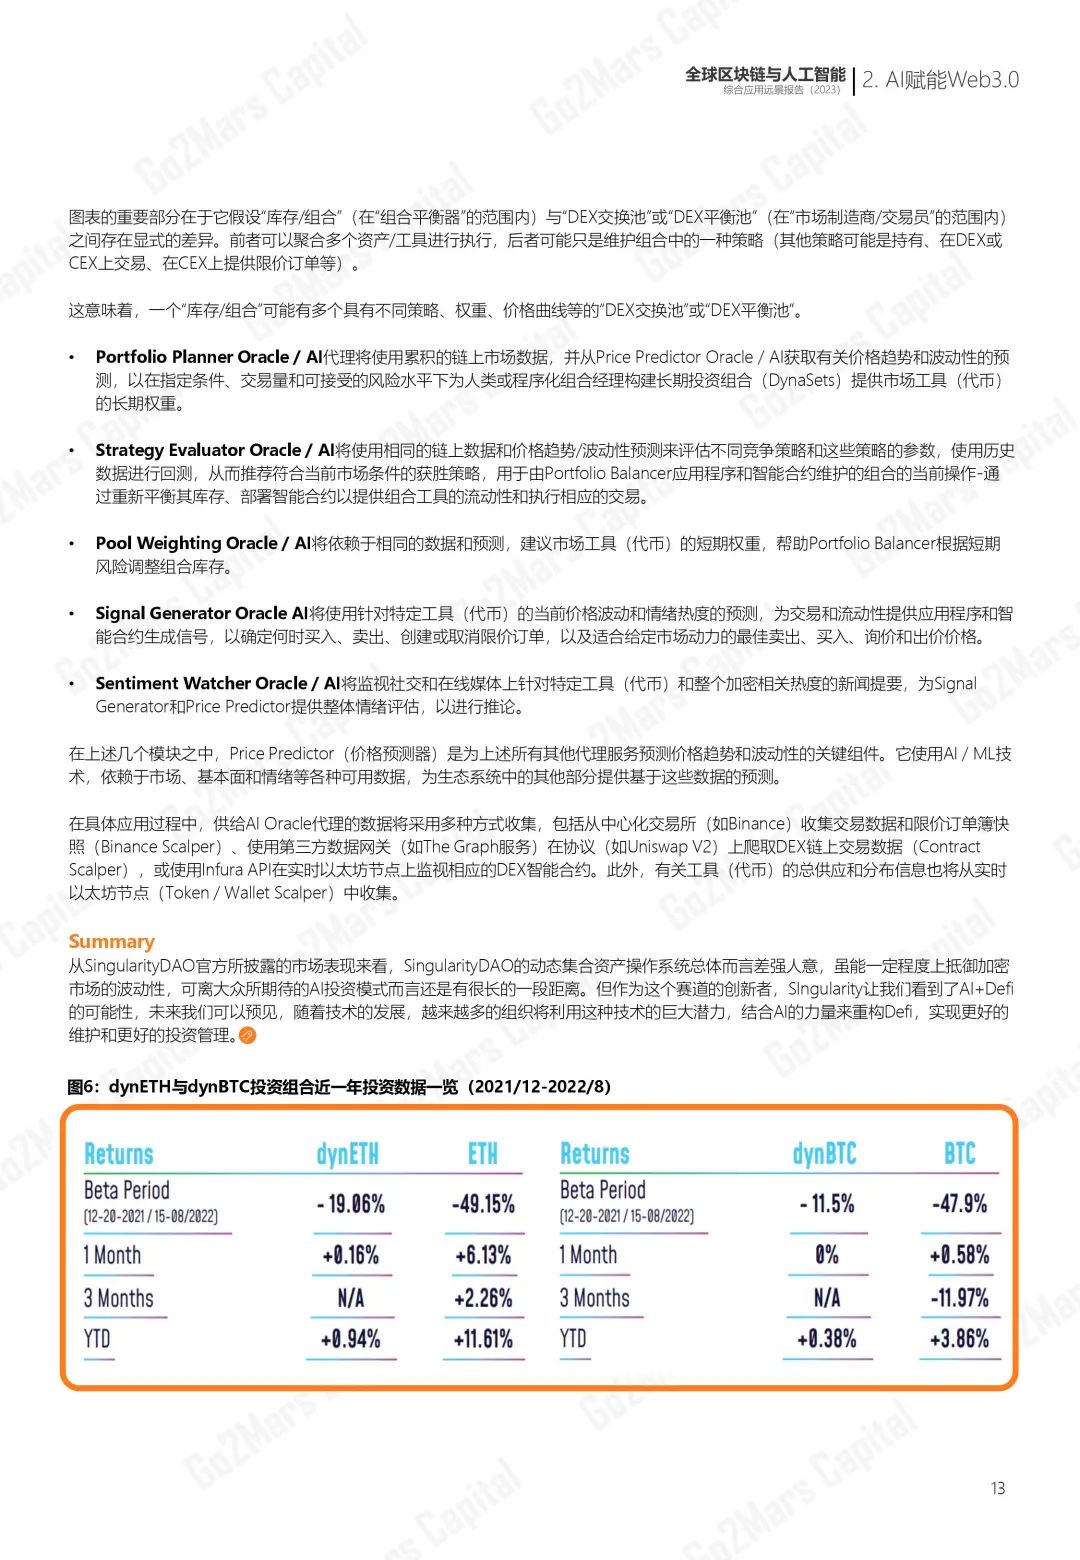 全球区块链与人工智能
综合应用远景报告（2023）
2. AI赋能Web3.0
图表的重要部分在于它假设“库存/组合”（在“组合平衡器”的范围内）与“DEX交换池”或“DEX平衡池”（在“市场制造商/交易员”的范围内）
之间存在显式的差异。前者可以聚合多个资产/工具进行执行，后者可能只是维护组合中的一种策略（其他策略可能是持有、在DEX或
CEX上交易、在CEX上提供限价订单等）。
这意味着，一个“库存/组合”可能有多个具有不同策略、权重、价格曲线等的“DEX交换池”或“DEX平衡池”。
• Portfolio Planner Oracle / AI代理将使用累积的链上市场数据，并从Price Predictor Oracle / AI获取有关价格趋势和波动性的预
测，以在指定条件、交易量和可接受的风险水平下为人类或程序化组合经理构建长期投资组合（DynaSets）提供市场工具（代币）
的长期权重。
• Strategy Evaluator Oracle / AI将使用相同的链上数据和价格趋势/波动性预测来评估不同竞争策略和这些策略的参数，使用历史
数据进行回测，从而推荐符合当前市场条件的获胜策略，用于由Portfolio Balancer应用程序和智能合约维护的组合的当前操作-通
过重新平衡其库存、部署智能合约以提供组合工具的流动性和执行相应的交易。
• Pool Weighting Oracle / AI将依赖于相同的数据和预测，建议市场工具（代币）的短期权重，帮助Portfolio Balancer根据短期
风险调整组合库存。
• Signal Generator Oracle AI将使用针对特定工具（代币）的当前价格波动和情绪热度的预测，为交易和流动性提供应用程序和智
能合约生成信号，以确定何时买入、卖出、创建或取消限价订单，以及适合给定市场动力的最佳卖出、买入、询价和出价价格。
• Sentiment Watcher Oracle / AI将监视社交和在线媒体上针对特定工具（代币）和整个加密相关热度的新闻提要，为Signal
Generator和Price Predictor提供整体情绪评估，以进行推论。
在上述几个模块之中，Price Predictor（价格预测器）是为上述所有其他代理服务预测价格趋势和波动性的关键组件。它使用AI / ML技
术，依赖于市场、基本面和情绪等各种可用数据，为生态系统中的其他部分提供基于这些数据的预测。
在具体应用过程中，供给AI Oracle代理的数据将采用多种方式收集，包括从中心化交易所（如Binance）收集交易数据和限价订单簿快
照（Binance Scalper）、使用第三方数据网关（如The Graph服务）在协议（如Uniswap V2）上爬取DEX链上交易数据（Contract
Scalper），或使用Infura API在实时以太坊节点上监视相应的DEX智能合约。此外，有关工具（代币）的总供应和分布信息也将从实时
以太坊节点（Token / Wallet Scalper）中收集。
Summary
从SingularityDAO官方所披露的市场表现来看，SingularityDAO的动态集合资产操作系统总体而言差强人意，虽能一定程度上抵御加密
市场的波动性，可离大众所期待的AI投资模式而言还是有很长的一段距离。但作为这个赛道的创新者，SIngularity让我们看到了AI+Defi
的可能性，未来我们可以预见，随着技术的发展，越来越多的组织将利用这种技术的巨大潜力，结合AI的力量来重构Defi，实现更好的
维护和更好的投资管理。
图6：dynETH与dynBTC投资组合近一年投资数据一览（2021/12-2022/8）
Returns dynETH ETH Returns dynBTC BTC
Beta Period Beta Period
(12-20-2021 / 15-08/2022) - 19.06% -49.15% (12-20-2021 / 15-08/2022) - 11.5% -47.9%
1 Month +0.16% +6.13% 1 Month 0% +0.58%
3 Months N/A +2.26% 3 Months N/A -11.97%
YTD +0.94% +11.61% YTD +0.38% +3.86%
13
Go2Mars Capital